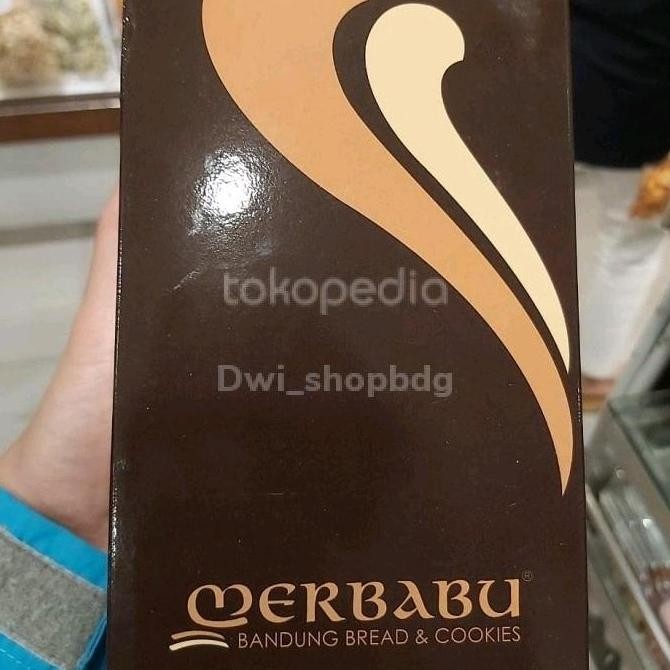 tokopedia
Dwi_shopbdg
MERBABU®
BANDUNG BREAD & COOKIES